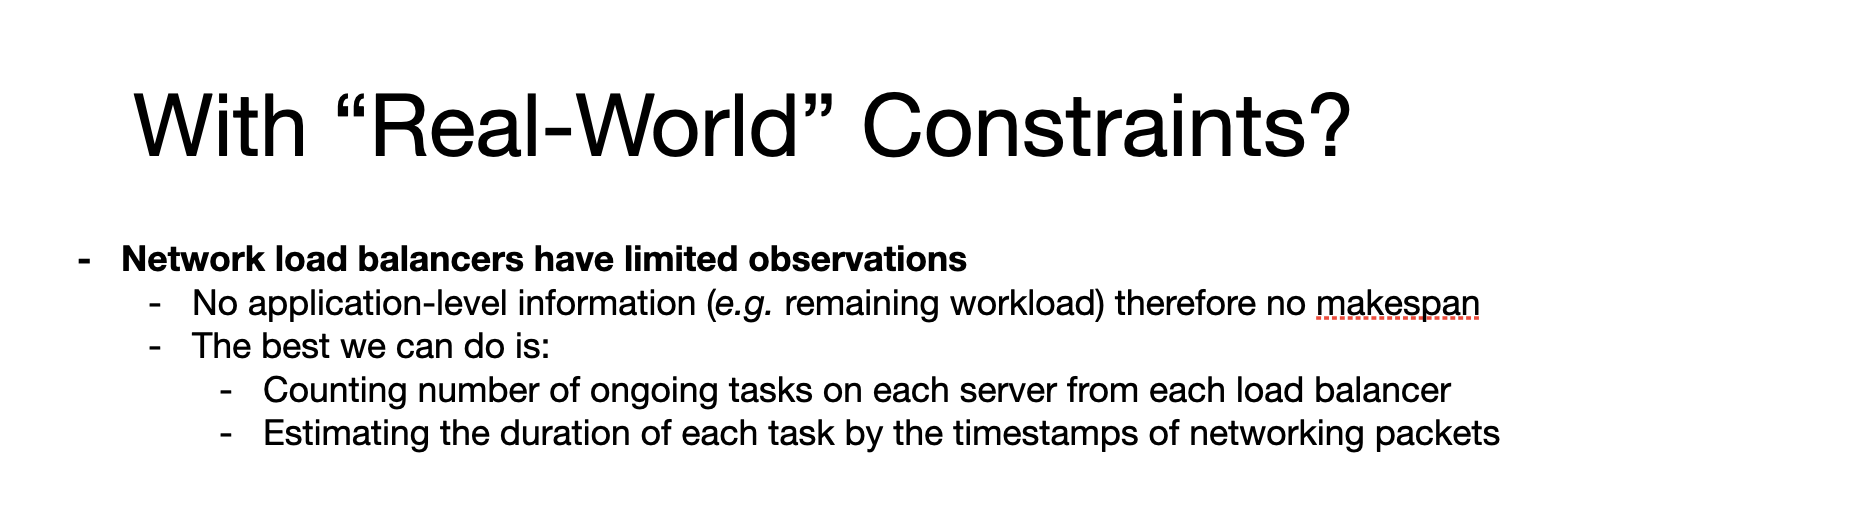 With “Real-World” Constraints?
- Network load balancers have limited observations
- No application-level information (e.g. remaining workload) therefore no makespan
- The best we can do is:
- Counting number of ongoing tasks on each server from each load balancer
- Estimating the duration of each task by the timestamps of networking packets